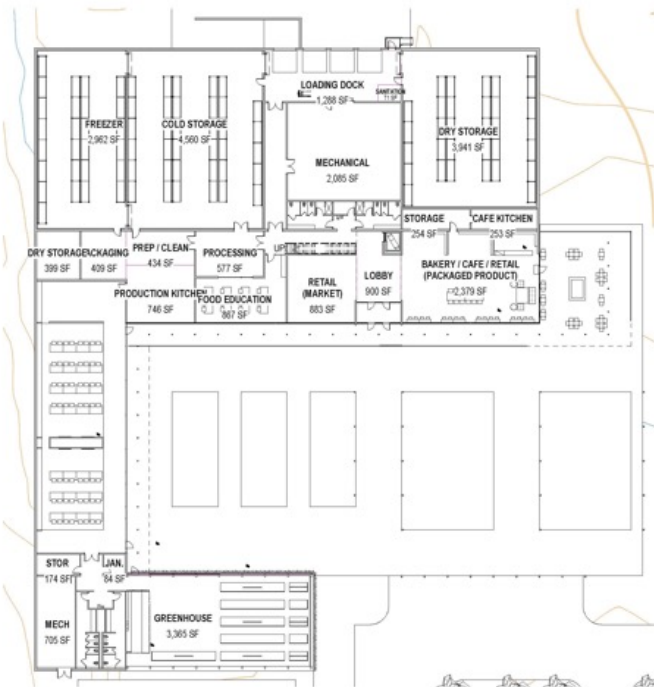 LOADING DOCK
1,288 SF
SANITATION
71 SF
FREEZER
2,962 SF
COLD STORAGE
4,560 SF
DRY STORAGE
3,941 SF
MECHANICAL
2,085 SF
STORAGE
254 SF
CAFE KITCHEN
253 SF
DRY STORAGE
399 SF
PACKAGING
409 SF
PREP / CLEAN
434 SF
PROCESSING
577 SF
UP
BAKERY / CAFE / RETAIL
(PACKAGED PRODUCT)
2,379 SF
LOBBY
900 SF
RETAIL
(MARKET)
883 SF
PRODUCTION KITCHEN
746 SF
FOOD EDUCATION
867 SF
STOR
174 SF
JAN.
84 SF
MECH
705 SF
GREENHOUSE
3,365 SF